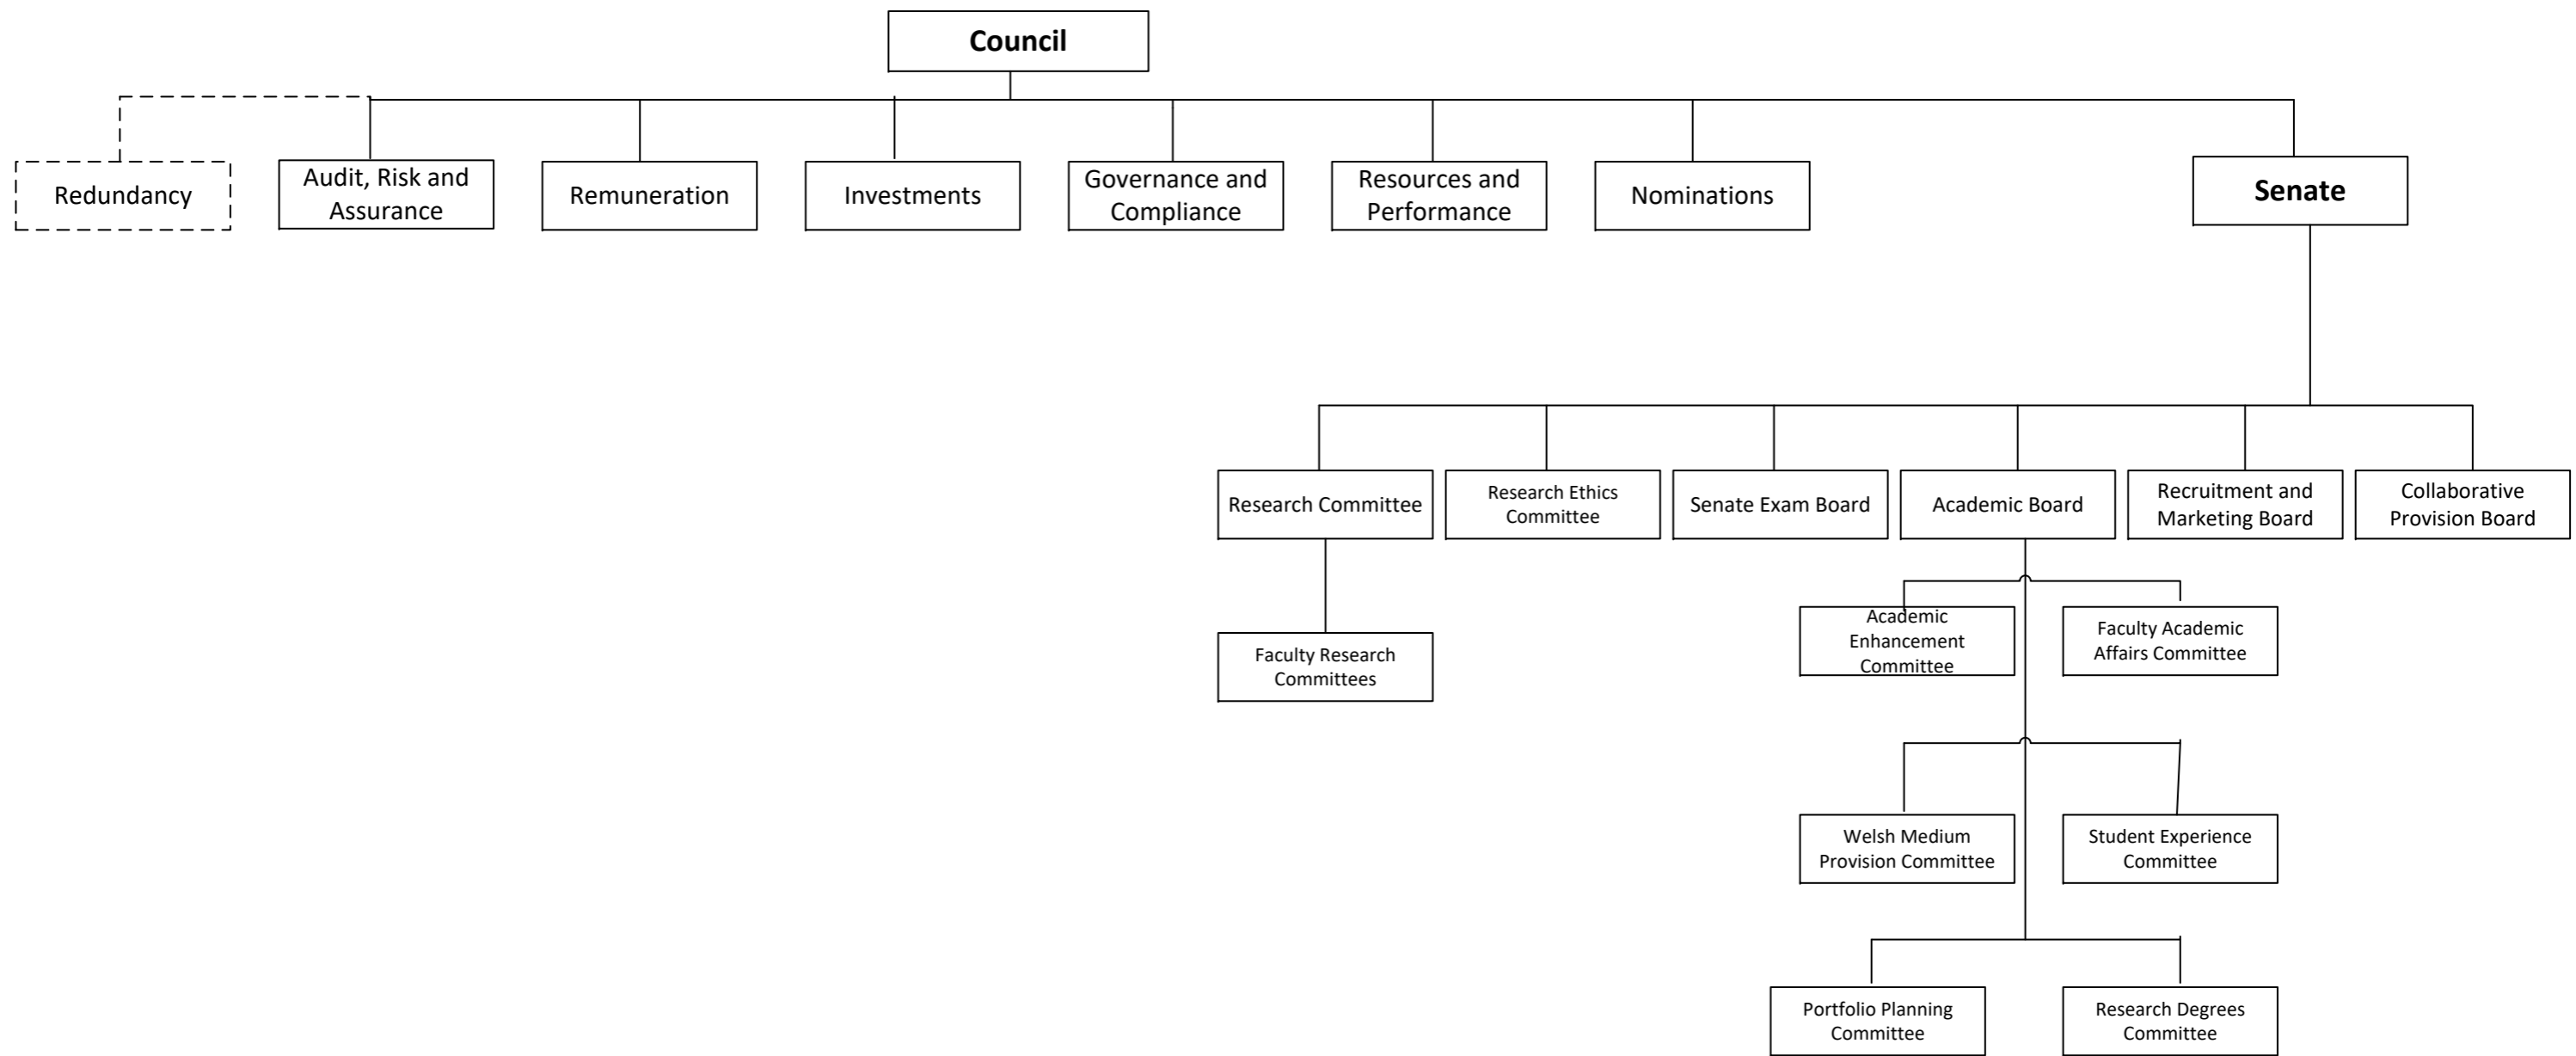 Council
Redundancy
Audit, Risk and
Assurance
Remuneration
Investments
Governance and
Compliance
Resources and
Performance
Nominations
Senate
Research Committee
Research Ethics
Committee
Senate Exam Board
Academic Board
Recruitment and
Marketing Board
Collaborative
Provision Board
Faculty Research
Committees
Academic
Enhancement
Committee
Faculty Academic
Affairs Committee
Welsh Medium
Provision Committee
Student Experience
Committee
Portfolio Planning
Committee
Research Degrees
Committee